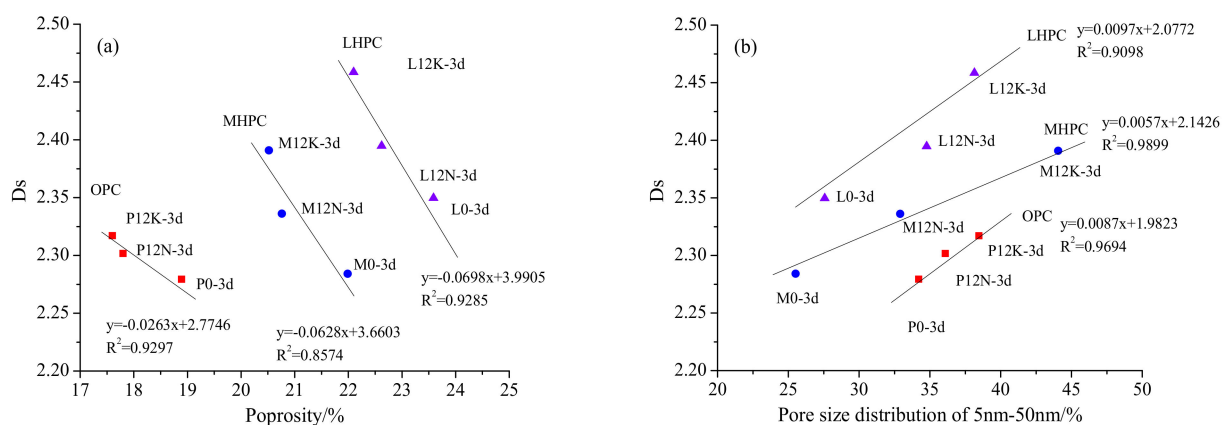 (a)
Ds
2.50
2.45
2.40
2.35
2.30
2.25
2.20
LHPC
L12K-3d
MHPC
M12K-3d
L12N-3d
OPC
M12N-3d
L0-3d
P12K-3d
P12N-3d
M0-3d
P0-3d
y=-0.0698x+3.9905
R²=0.9285
y=-0.0263x+2.7746
R²=0.9297
y=-0.0628x+3.6603
R²=0.8574
17 18 19 20 21 22 23 24 25
Poprosity/%
(b)
Ds
2.50
2.45
2.40
2.35
2.30
2.25
2.20
LHPC
y=0.0097x+2.0772
R²=0.9098
L12K-3d
L12N-3d
MHPC
y=0.0057x+2.1426
R²=0.9899
M12K-3d
L0-3d
M12N-3d
OPC
y=0.0087x+1.9823
R²=0.9694
P12K-3d
M0-3d
P12N-3d
P0-3d
20 25 30 35 40 45 50
Pore size distribution of 5nm-50nm/%